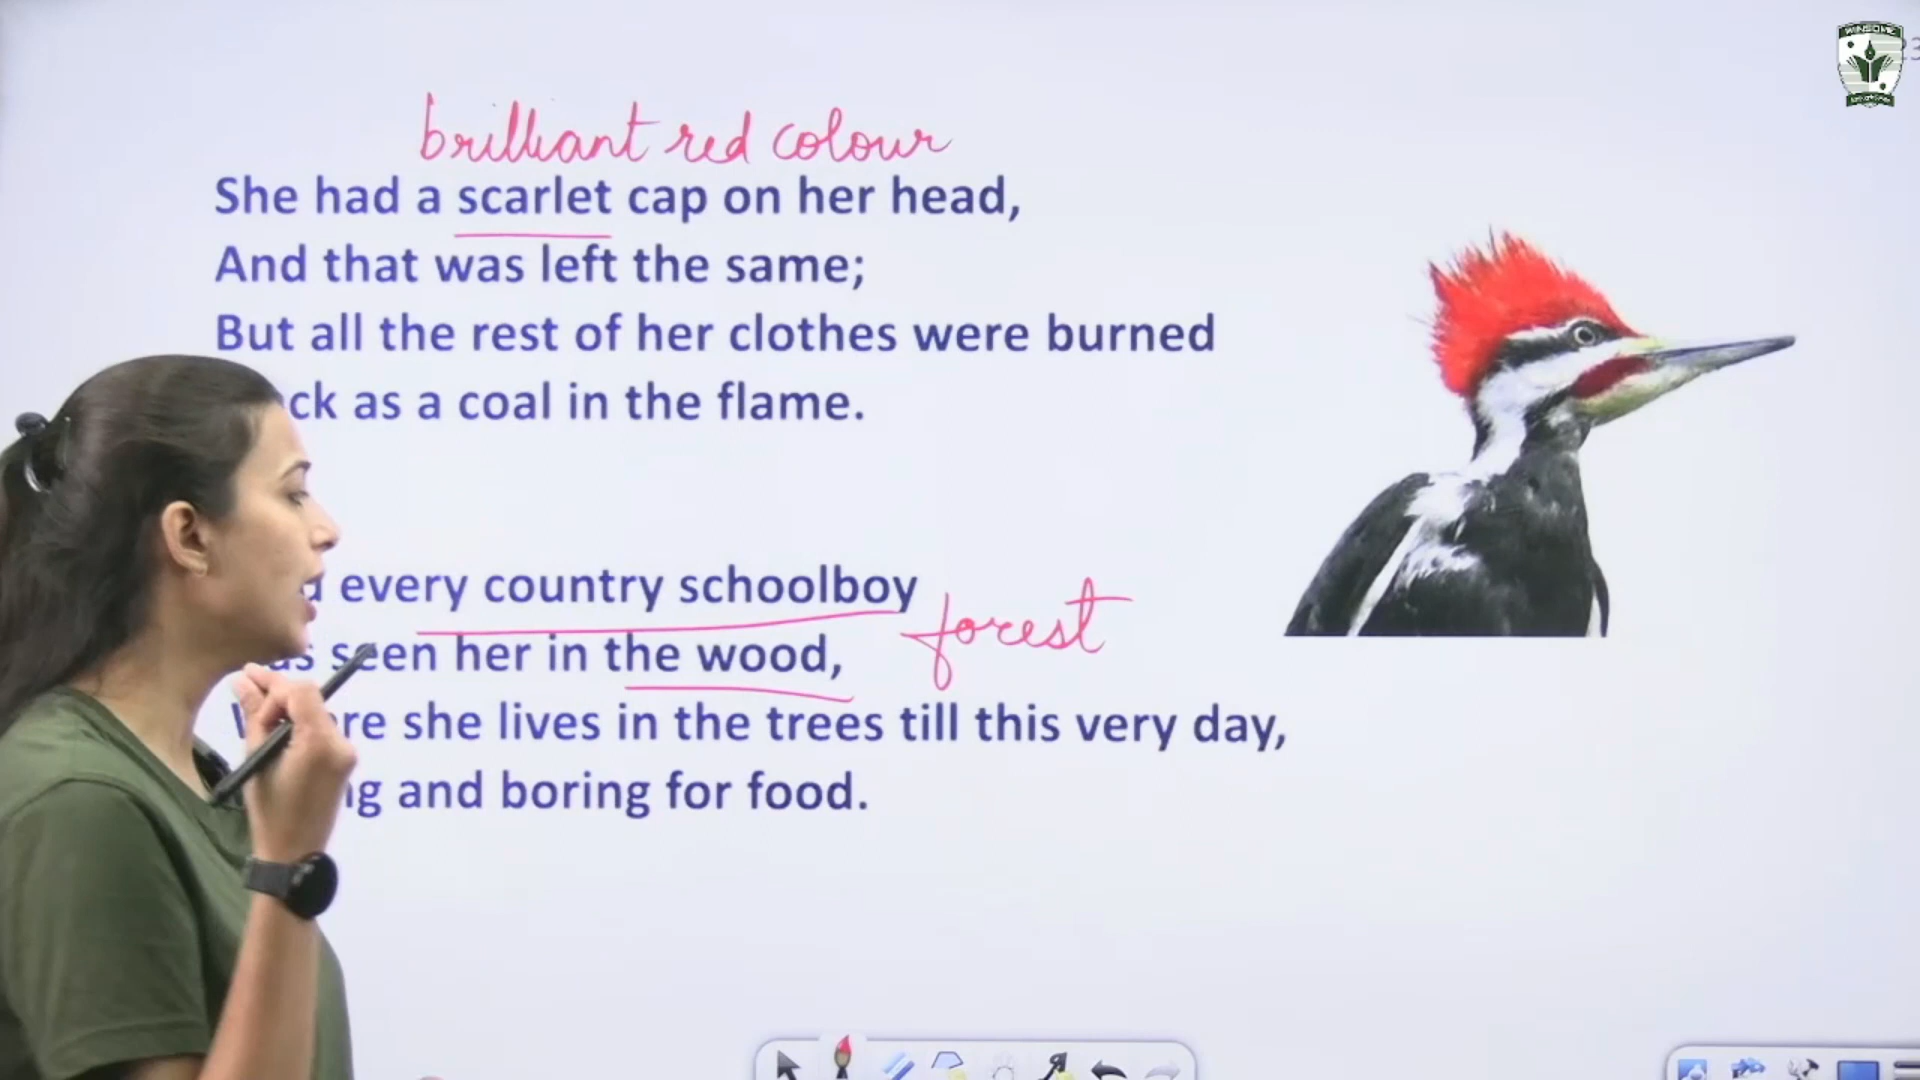 brilliant red colour
She had a scarlet cap on her head,
And that was left the same;
But all the rest of her clothes were burned
as a coal in the flame.
every country schoolboy
seen her in the wood,
forest
she lives in the trees till this very day,
and boring for food.